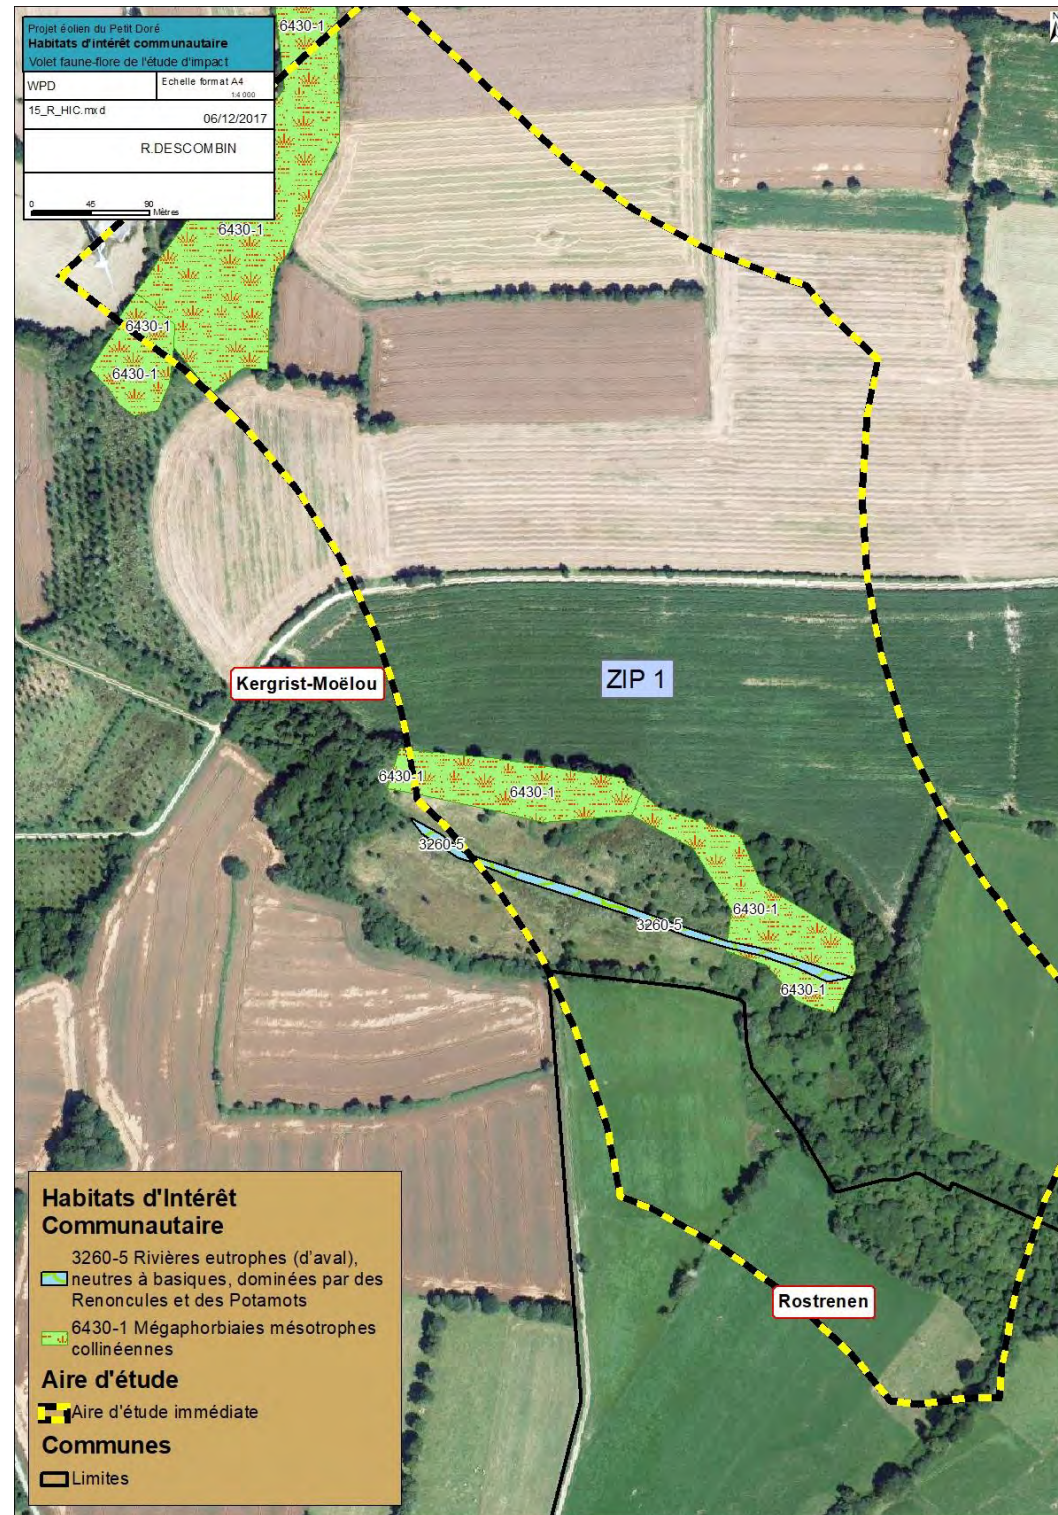 Projet éolien du Petit Doré
Habitats d'intérêt communautaire
Volet faune-flore de l'étude d'impact
WPD
Echelle format A4
1:4 000
15_R_HIC.mxd
06/12/2017
R.DESCOMBIN
0 45 90
Mètres
N
6430-1
6430-1
6430-1
6430-1
Kergrist-Moëlou
ZIP 1
6430-1
6430-1
3260-5
6430-1
3260-5
6430-1
Rostrenen
Habitats d'Intérêt
Communautaire
3260-5 Rivières eutrophes (d'aval),
neutres à basiques, dominées par des
Renoncules et des Potamots
6430-1 Mégaphorbiaies mésotrophes
collinéennes
Aire d'étude
Aire d'étude immédiate
Communes
Limites